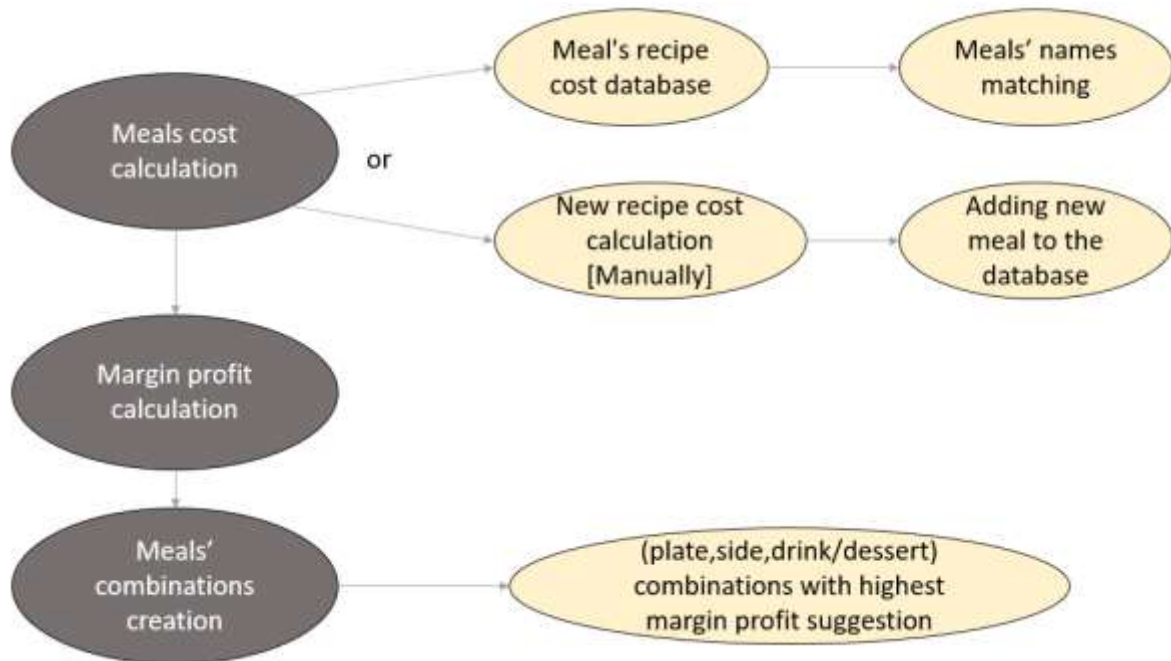 Meal's recipe
cost database
Meals’ names
matching
Meals cost
calculation
or
New recipe cost
calculation
[Manually]
Adding new
meal to the
database
Margin profit
calculation
Meals’
combinations
creation
(plate,side,drink/dessert)
combinations with highest
margin profit suggestion